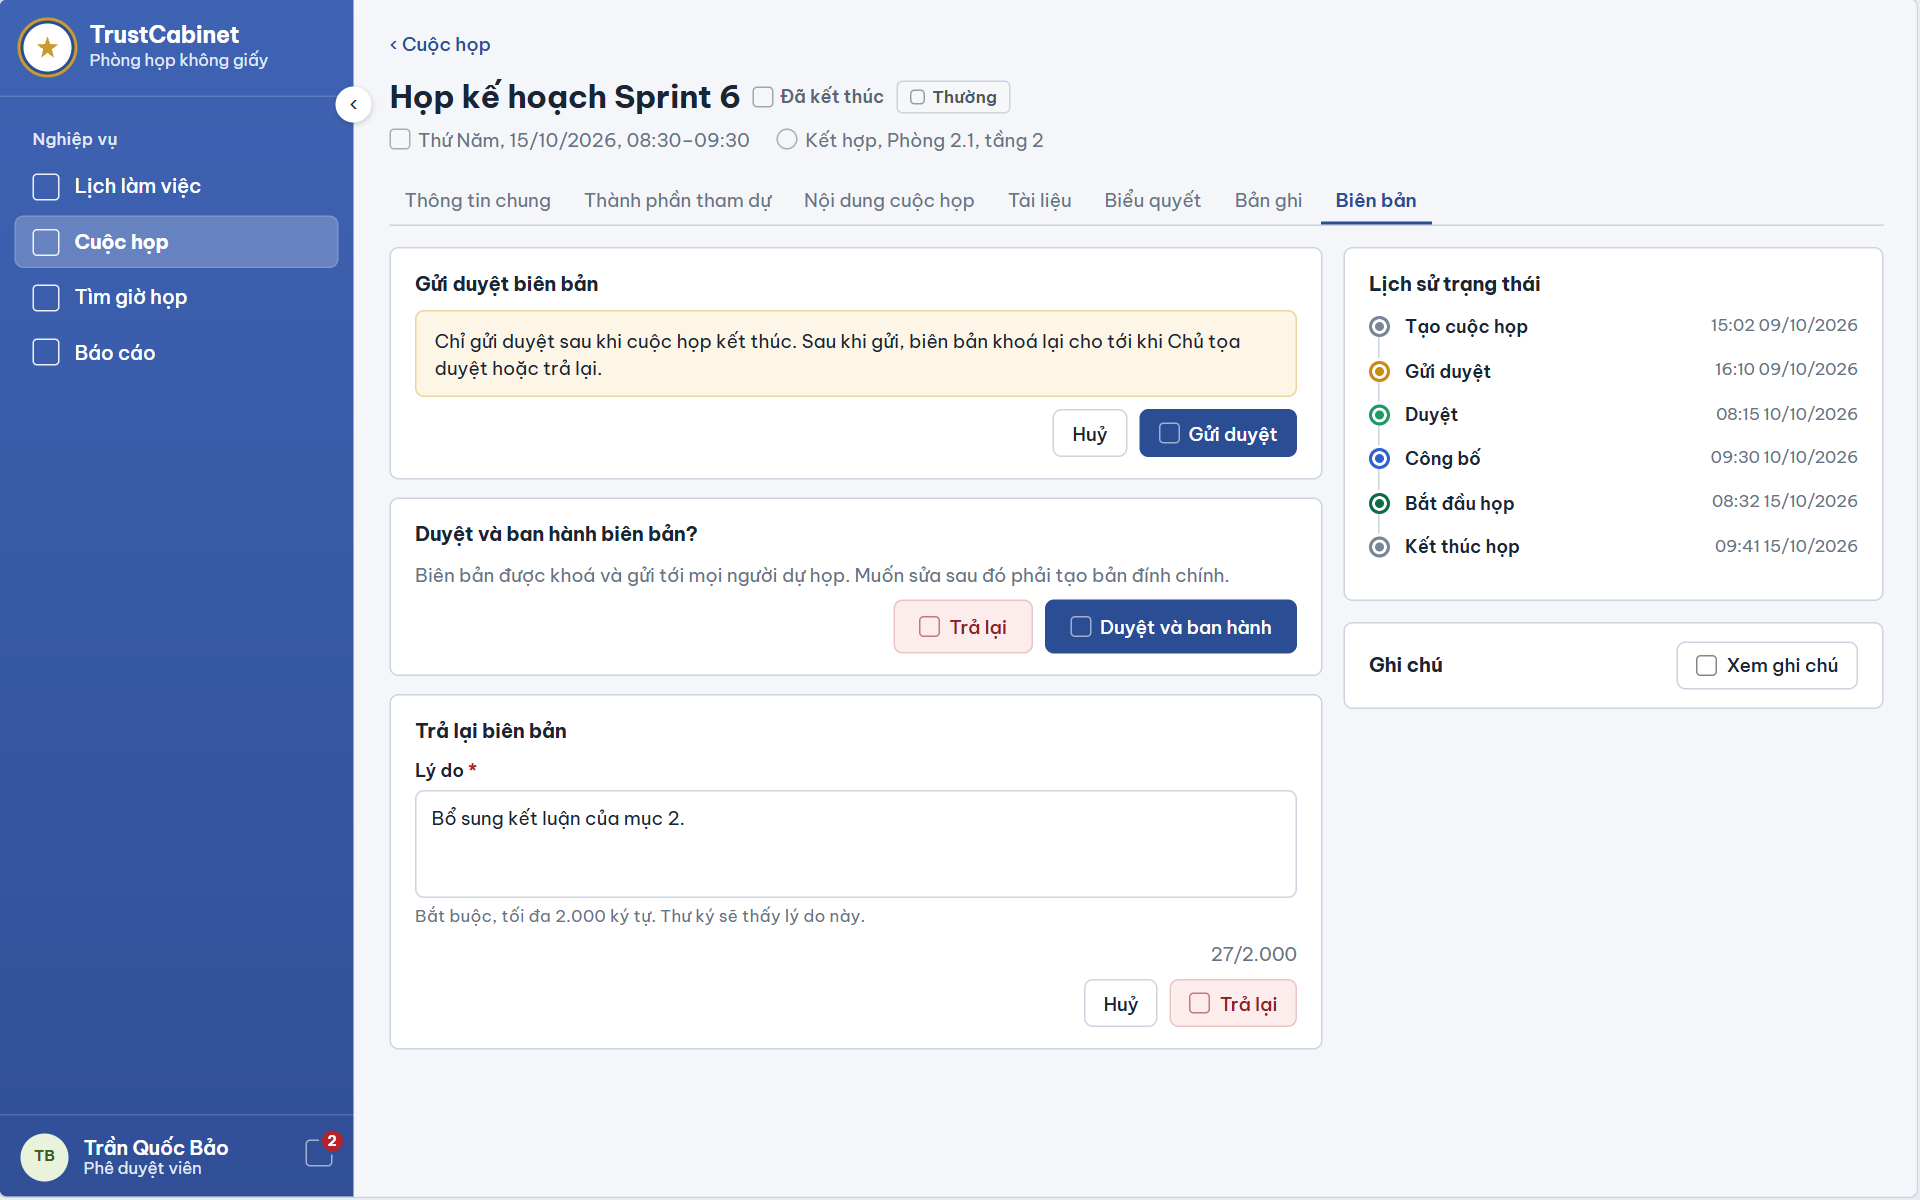 TrustCabinet
Phòng họp không giấy
Nghiệp vụ
Lịch làm việc
Cuộc họp
Tìm giờ họp
Báo cáo
TB
Trần Quốc Bảo
Phê duyệt viên
2
‹ Cuộc họp
Họp kế hoạch Sprint 6
Đã kết thúc
Thường
Thứ Năm, 15/10/2026, 08:30–09:30
Kết hợp, Phòng 2.1, tầng 2
Thông tin chung
Thành phần tham dự
Nội dung cuộc họp
Tài liệu
Biểu quyết
Bản ghi
Biên bản
Gửi duyệt biên bản
Chỉ gửi duyệt sau khi cuộc họp kết thúc. Sau khi gửi, biên bản khoá lại cho tới khi Chủ tọa
duyệt hoặc trả lại.
Huỷ
Gửi duyệt
Duyệt và ban hành biên bản?
Biên bản được khoá và gửi tới mọi người dự họp. Muốn sửa sau đó phải tạo bản đính chính.
Trả lại
Duyệt và ban hành
Trả lại biên bản
Lý do *
Bổ sung kết luận của mục 2.
Bắt buộc, tối đa 2.000 ký tự. Thư ký sẽ thấy lý do này.
27/2.000
Huỷ
Trả lại
Lịch sử trạng thái
Tạo cuộc họp 15:02 09/10/2026
Gửi duyệt 16:10 09/10/2026
Duyệt 08:15 10/10/2026
Công bố 09:30 10/10/2026
Bắt đầu họp 08:32 15/10/2026
Kết thúc họp 09:41 15/10/2026
Ghi chú
Xem ghi chú